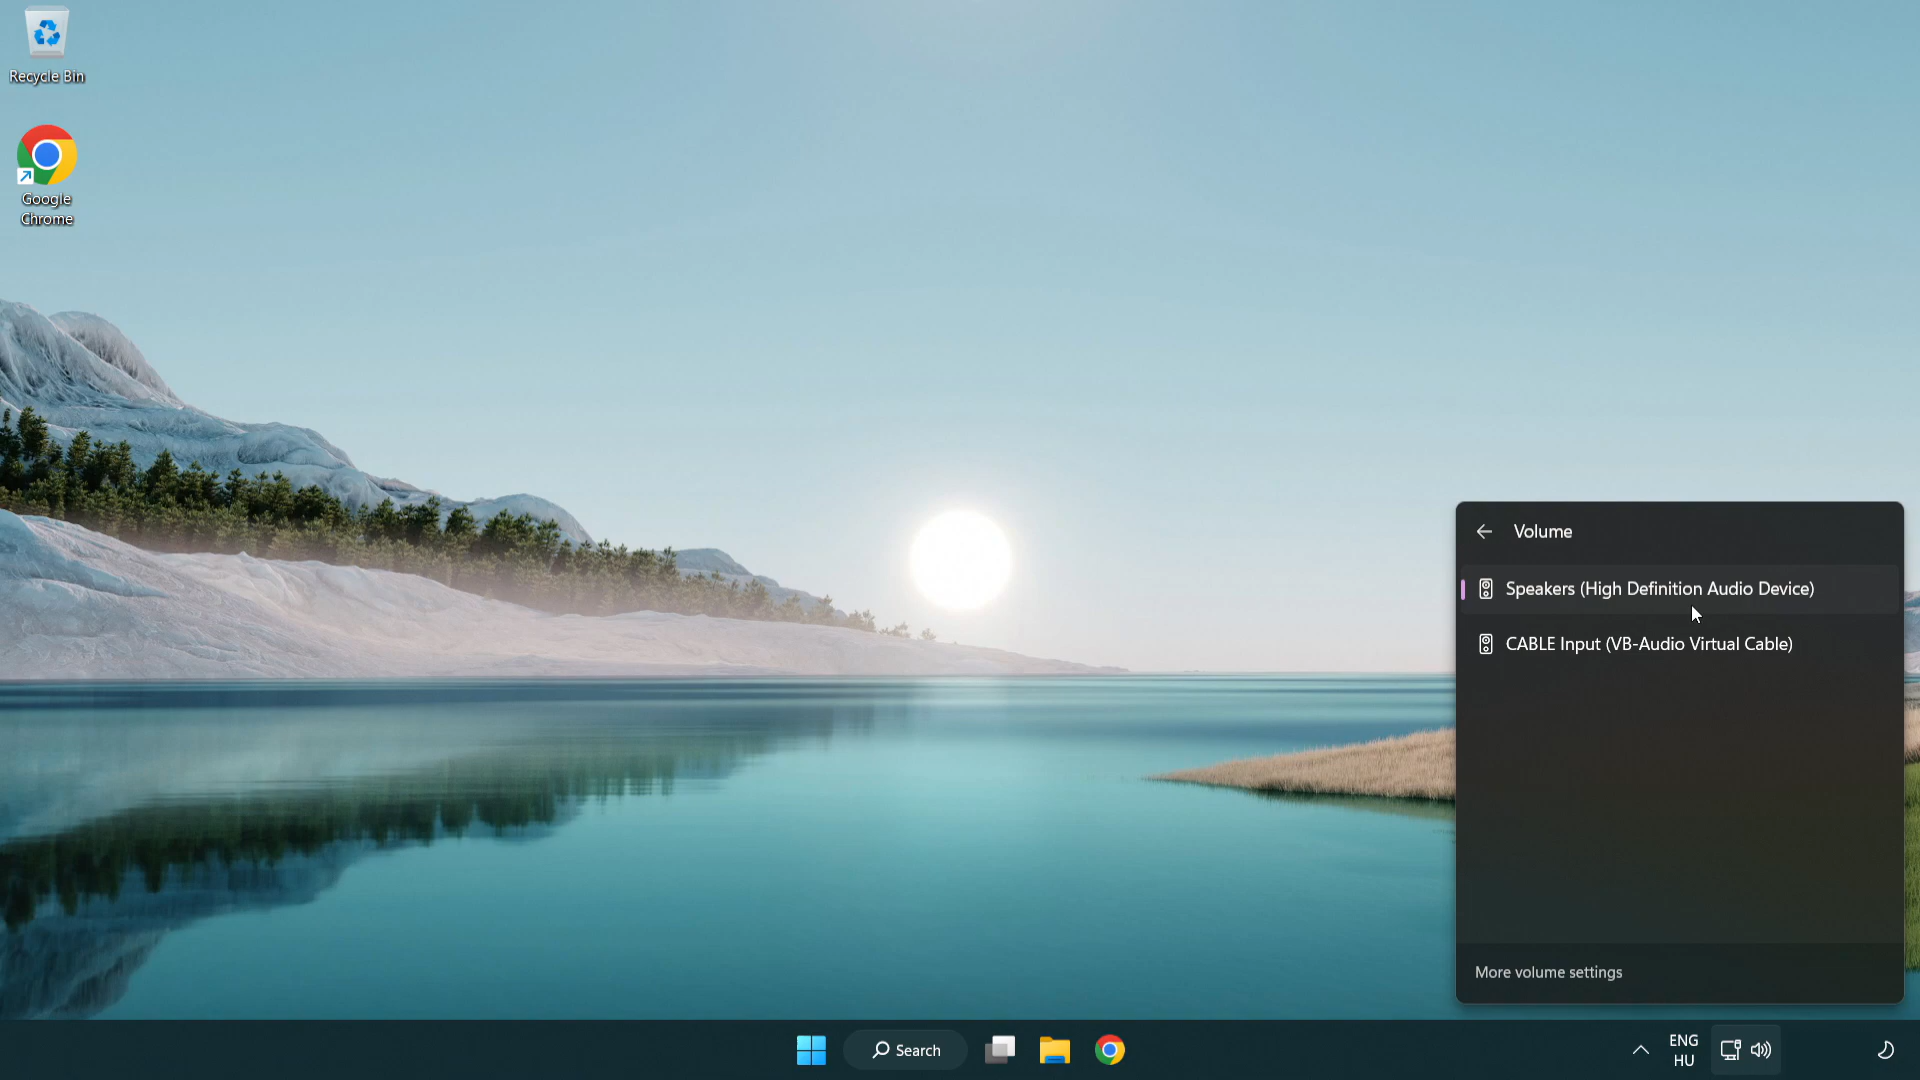 Recycle Bin
Google
Chrome
Volume
Speakers (High Definition Audio Device)
CABLE Input (VB-Audio Virtual Cable)
More volume settings
Search
ENG
HU